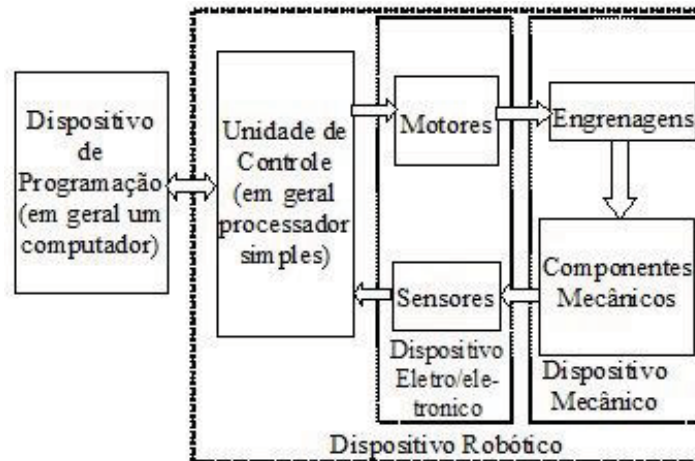 Dispositivo
de
Programação
(em geral um
computador)
Unidade de
Controle
(em geral
processador
simples)
Motores
Engrenagens
Sensores
Componentes
Mecânicos
Dispositivo
Eletro/ele-
tronico
Dispositivo
Mecânico
Dispositivo Robótico